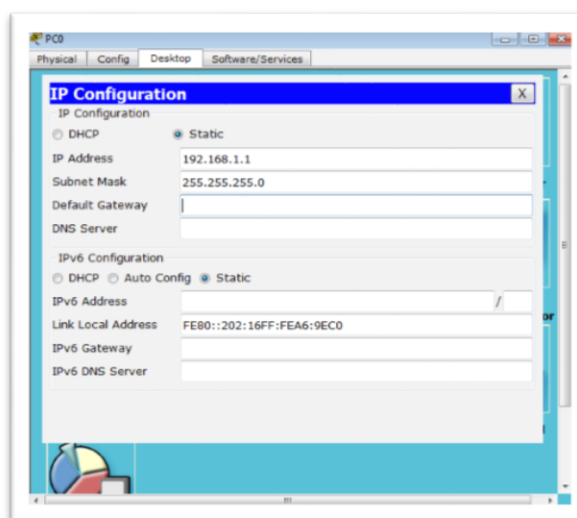 PC0
Physical Config Desktop Software/Services
IP Configuration X
IP Configuration
DHCP Static
IP Address 192.168.1.1
Subnet Mask 255.255.255.0
Default Gateway
DNS Server
IPv6 Configuration
DHCP Auto Config Static
IPv6 Address /
Link Local Address FE80::202:16FF:FEA6:9EC0
IPv6 Gateway
IPv6 DNS Server
or